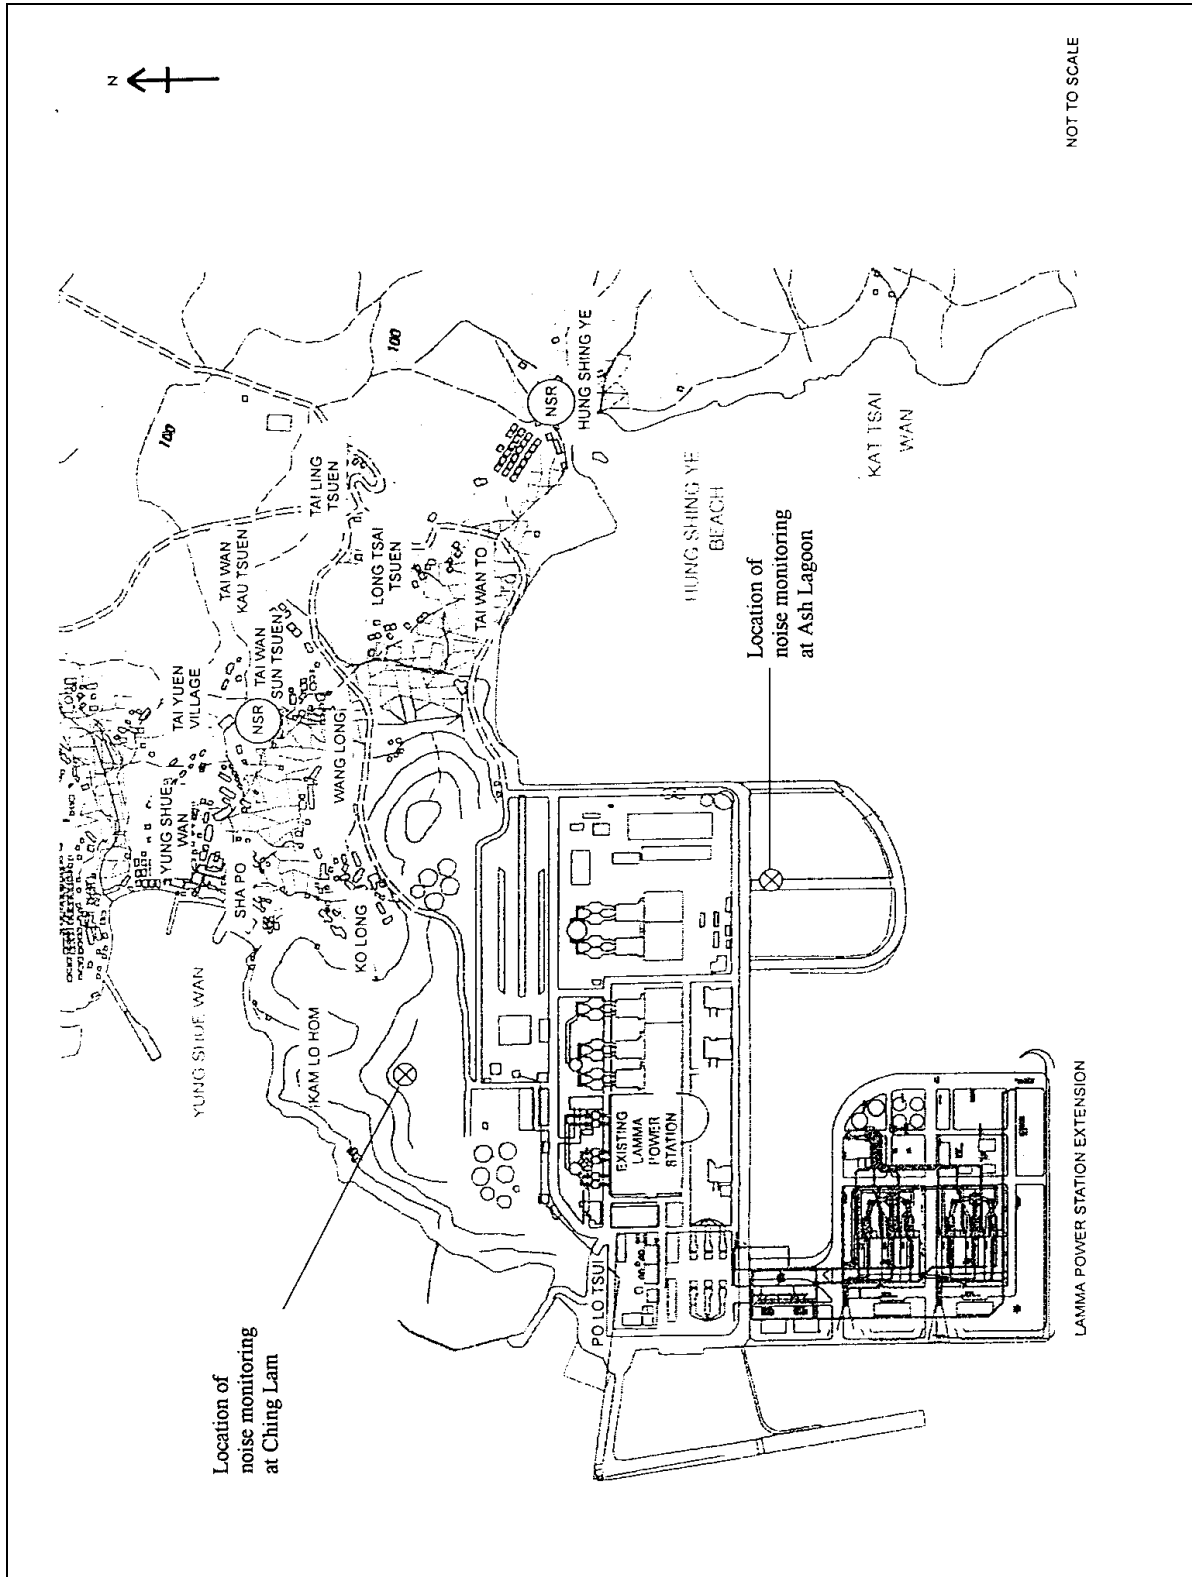 N
NOT TO SCALE
100
100
TAI LING
TSUEN
TAI WAN
KAU TSUEN
TAI YUEN
VILLAGE
TAI WAN
SUN TSUEN
NSR
LONG TSAI
TSUEN
TAI WAN TO
NSR
HUNG SHING YE
YUNG SHUE
WAN
SHA PO
WANG LONG
KO LONG
YUNG SHUE WAN
KAM LO HOM
HUNG SHING YE
BEACH
KAT TSAI
WAN
Location of
noise monitoring
at Ash Lagoon
EXISTING
LAMMA
POWER
STATION
PO LO TSUI
Location of
noise monitoring
at Ching Lam
LAMMA POWER STATION EXTENSION